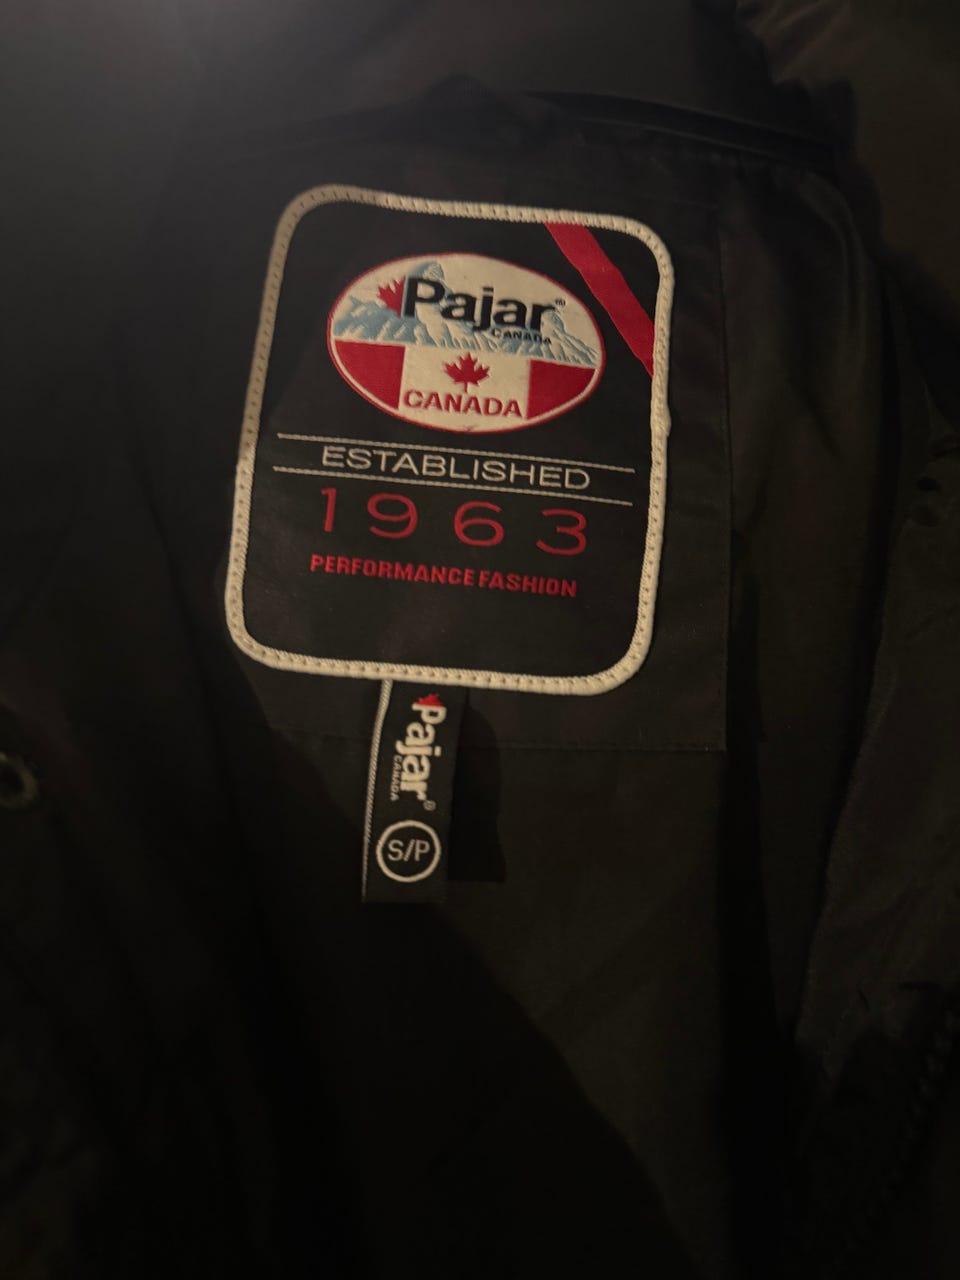 Pajar®
CANADA
CANADA
ESTABLISHED
1963
PERFORMANCE FASHION
Pajar®
CANADA
S/P